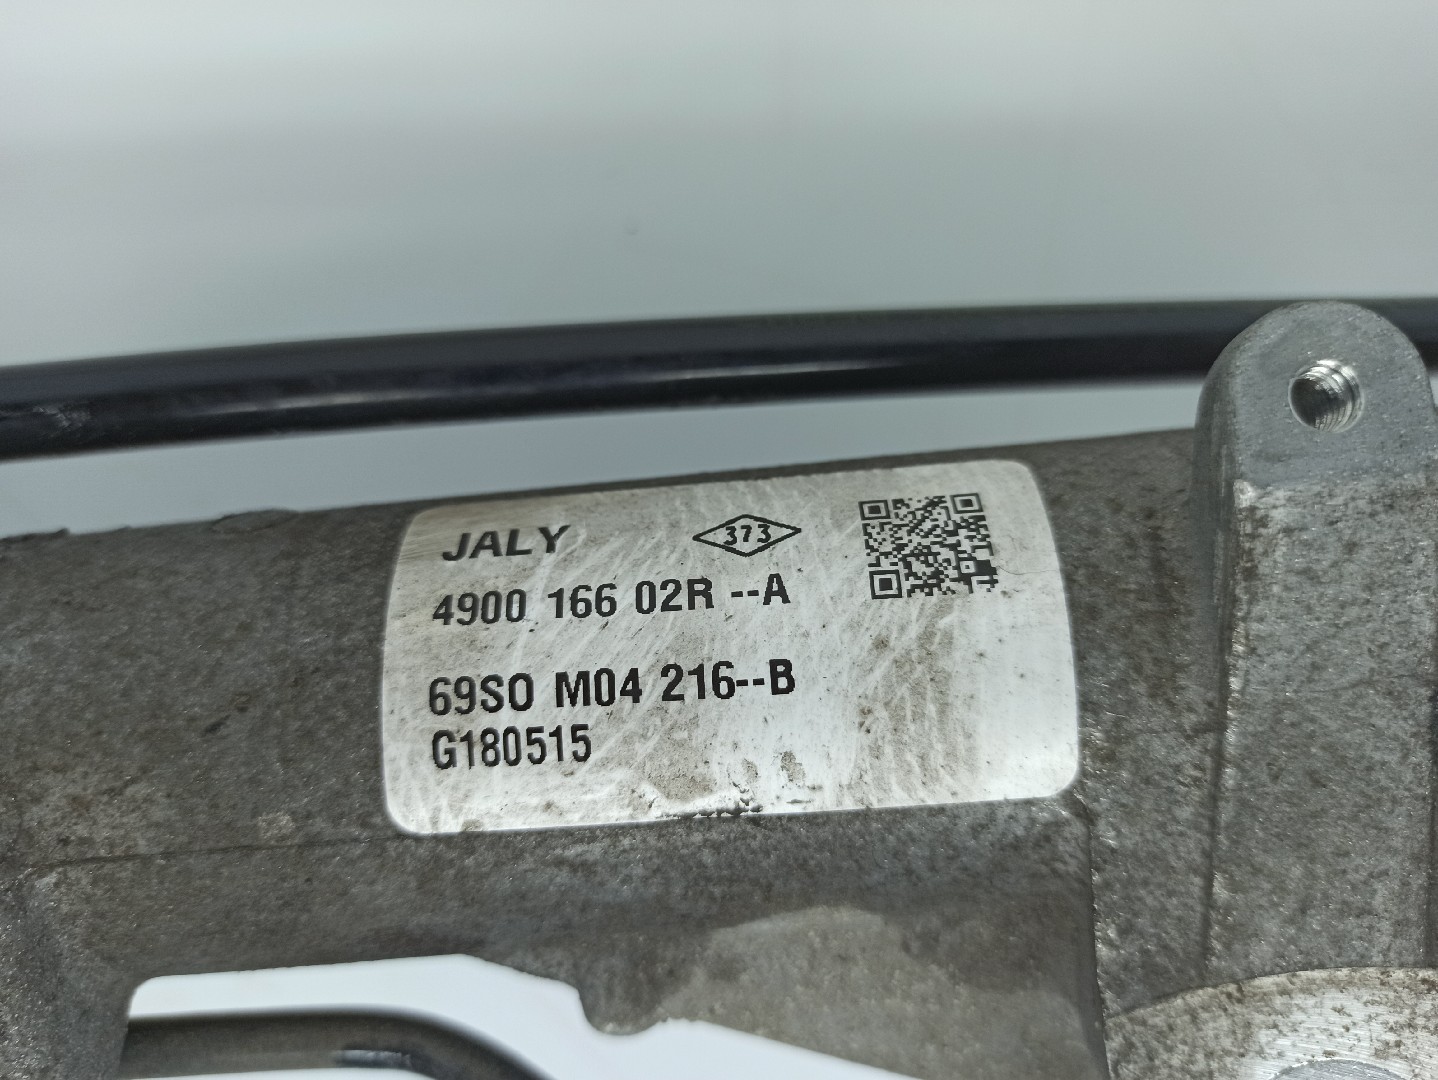 JALY 373
4900 166 02R --A
69SO M04 216--B
G180515